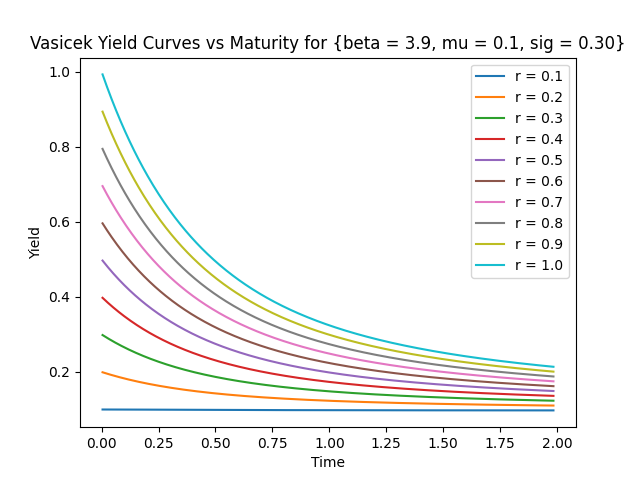 Vasicek Yield Curves vs Maturity for {beta = 3.9, mu = 0.1, sig = 0.30}
Yield
1.0
0.8
0.6
0.4
0.2
r = 0.1
r = 0.2
r = 0.3
r = 0.4
r = 0.5
r = 0.6
r = 0.7
r = 0.8
r = 0.9
r = 1.0
0.00 0.25 0.50 0.75 1.00 1.25 1.50 1.75 2.00
Time